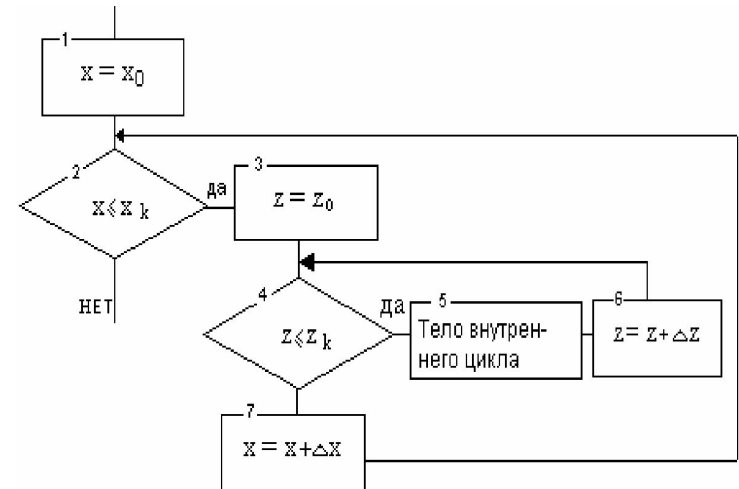 1
x = x0
2
x ⩽ x k
да
3
z = z0
НЕТ
4
z ⩽ z k
да
5
Тело внутрен-
него цикла
6
z = z+△z
7
x = x+△x